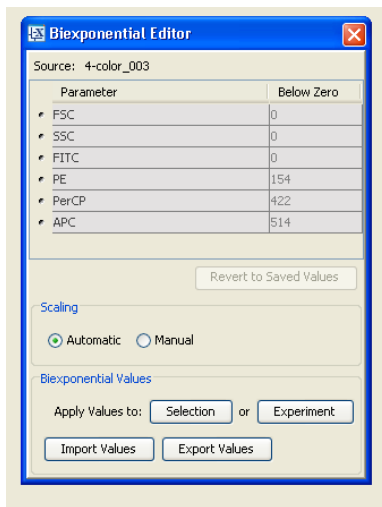 Biexponential Editor
Source: 4-color_003
Parameter Below Zero
FSC 0
SSC 0
FITC 0
PE 154
PerCP 422
APC 514
Revert to Saved Values
Scaling
Automatic Manual
Biexponential Values
Apply Values to: Selection or Experiment
Import Values Export Values